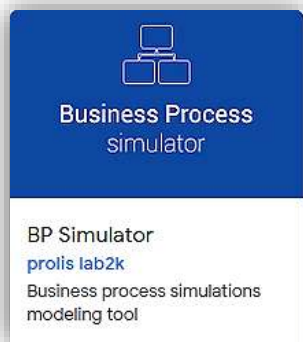 Business Process
simulator
BP Simulator
prolis lab2k
Business process simulations
modeling tool